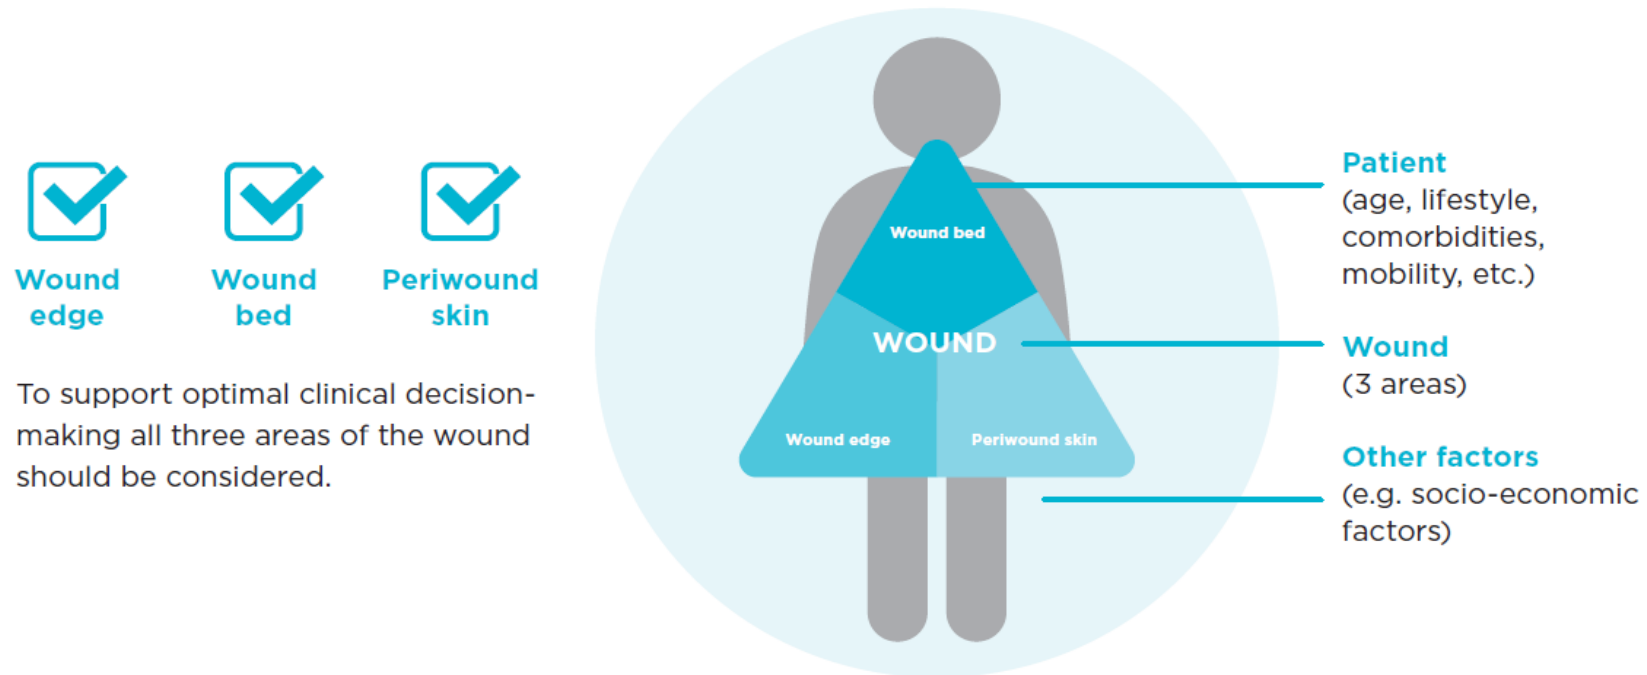 Wound
edge
Wound
bed
Periwound
skin
To support optimal clinical decision-
making all three areas of the wound
should be considered.
Wound bed
WOUND
Wound edge
Periwound skin
Patient
(age, lifestyle,
comorbidities,
mobility, etc.)
Wound
(3 areas)
Other factors
(e.g. socio-economic
factors)